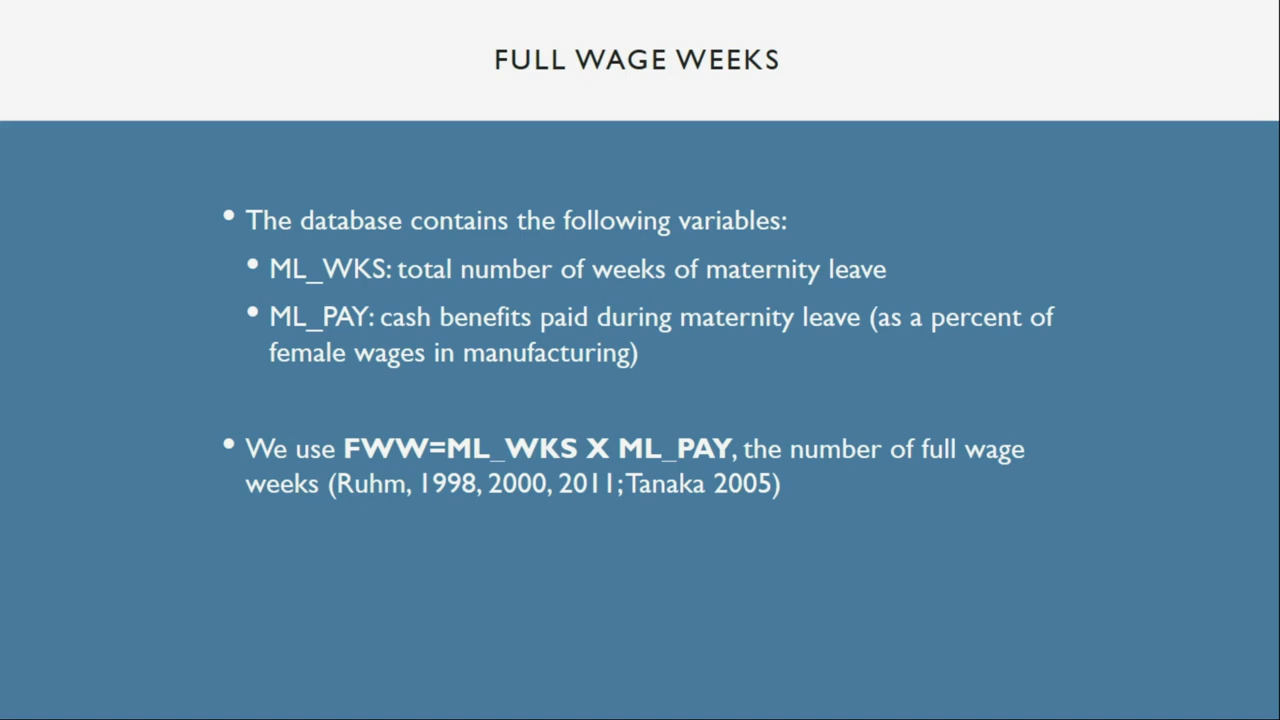 FULL WAGE WEEKS
• The database contains the following variables:
• ML_WKS: total number of weeks of maternity leave
• ML_PAY: cash benefits paid during maternity leave (as a percent of
female wages in manufacturing)
• We use FWW=ML_WKS X ML_PAY, the number of full wage
weeks (Ruhm, 1998, 2000, 2011; Tanaka 2005)